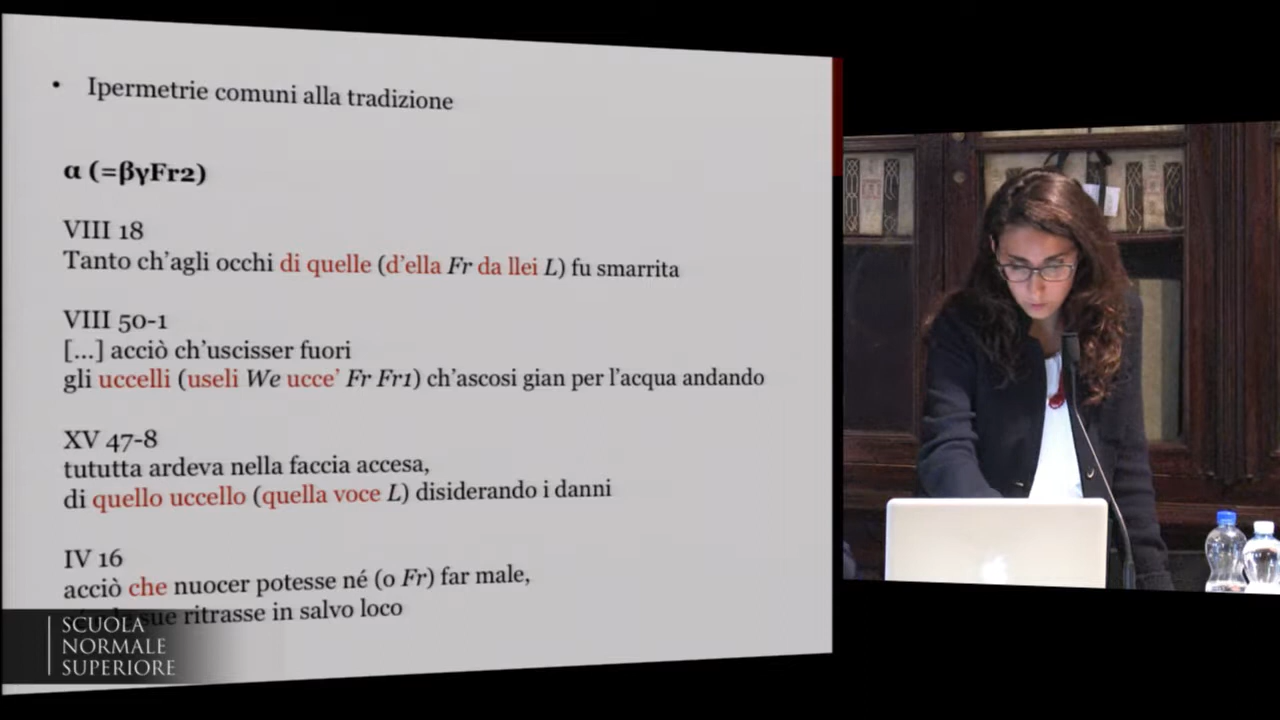 • Ipermetrie comuni alla tradizione
α (=βγFr2)
VIII 18
Tanto ch'agli occhi di quelle (d'ella Fr da llei L) fu smarrita
VIII 50-1
[...] acciò ch'uscisser fuori
gli uccelli (useli We ucce' Fr Fr1) ch'ascosi gian per l'acqua andando
XV 47-8
tututta ardeva nella faccia accesa,
di quello uccello (quella voce L) disiderando i danni
IV 16
acciò che nuocer potesse né (o Fr) far male,
sue ritrasse in salvo loco
SCUOLA
NORMALE
SUPERIORE